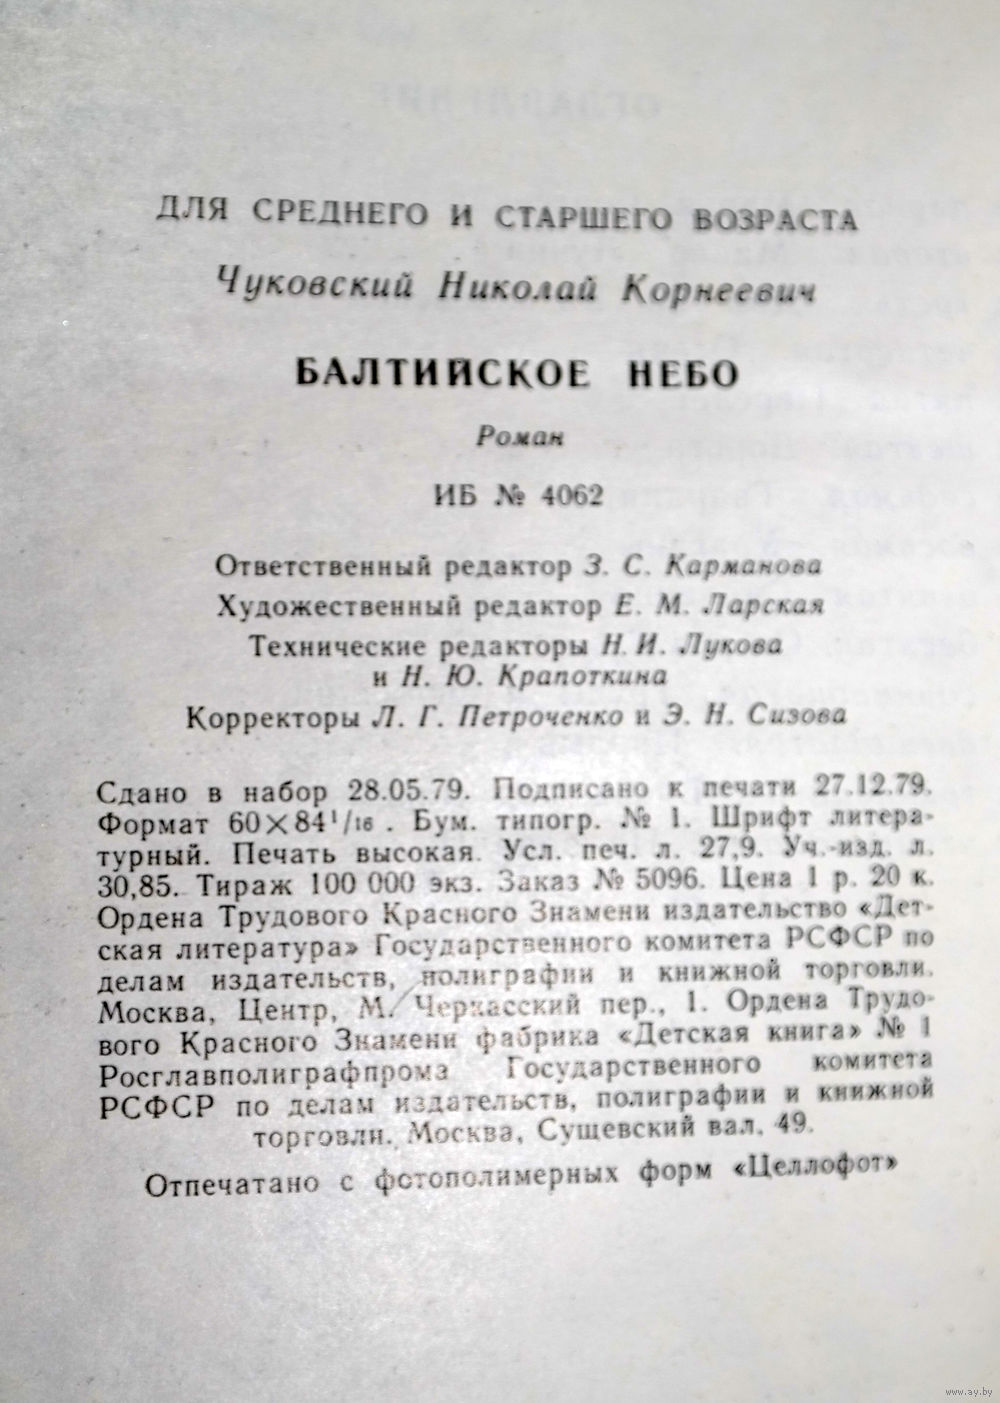 ДЛЯ СРЕДНЕГО И СТАРШЕГО ВОЗРАСТА
Чуковский Николай Корнеевич
БАЛТИЙСКОЕ НЕБО
Роман
ИБ № 4062
Ответственный редактор З. С. Карманова
Художественный редактор Е. М. Ларская
Технические редакторы Н. И. Лукова
и Н. Ю. Крапоткина
Корректоры Л. Г. Петроченко и Э. Н. Сизова
Сдано в набор 28.05.79. Подписано к печати 27.12.79.
Формат 60×84 1/16. Бум. типогр. № 1. Шрифт литера-
турный. Печать высокая. Усл. печ. л. 27,9. Уч.-изд. л.
30,85. Тираж 100 000 экз. Заказ № 5096. Цена 1 р. 20 к.
Ордена Трудового Красного Знамени издательство «Дет-
ская литература» Государственного комитета РСФСР по
делам издательств, полиграфии и книжной торговли.
Москва, Центр, М. Черкасский пер., 1. Ордена Трудо-
вого Красного Знамени фабрика «Детская книга» № 1
Росглавполиграфпрома Государственного комитета
РСФСР по делам издательств, полиграфии и книжной
торговли. Москва, Сущевский вал, 49.
Отпечатано с фотополимерных форм «Целлофот»
www.ay.by